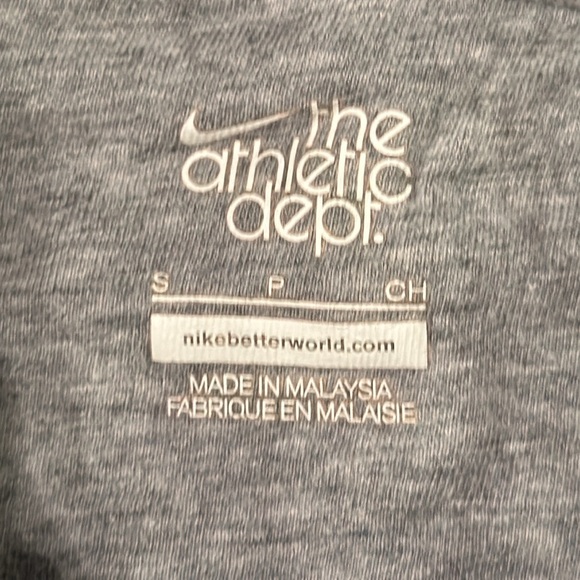 the
athletic
dept.
S P CH
nikebetterworld.com
MADE IN MALAYSIA
FABRIQUE EN MALAISIE